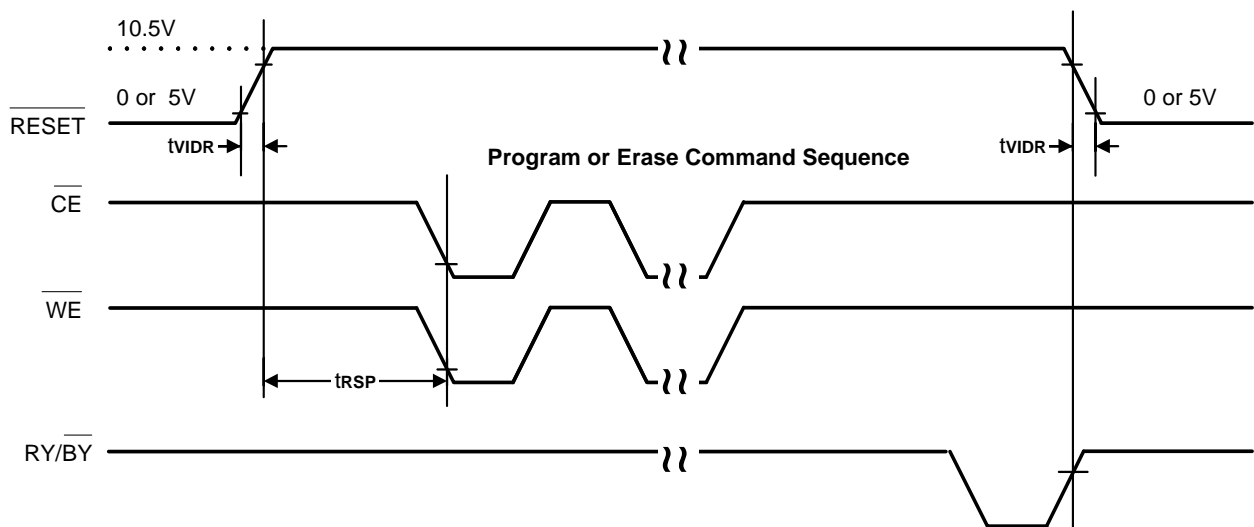 10.5V
0 or 5V
0 or 5V
RESET
tVIDR
tVIDR
Program or Erase Command Sequence
CE
WE
tRSP
RY/BY